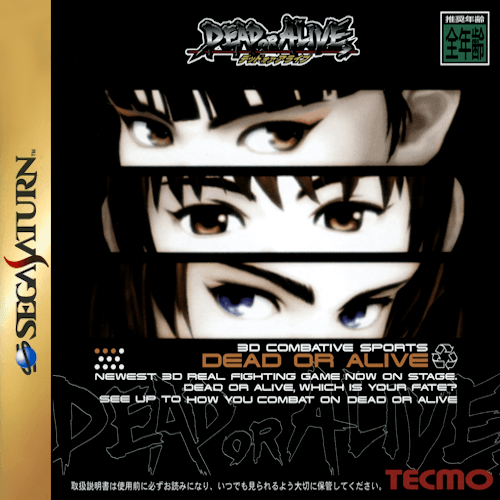 DEAD OR ALIVE
デッド オア アライブ
推奨年齢
全年齢
SEGA SATURN™
3D COMBATIVE SPORTS
DEAD OR ALIVE
NEWEST 3D REAL FIGHTING GAME NOW ON STAGE.
DEAD OR ALIVE, WHICH IS YOUR FATE?
SEE UP TO HOW YOU COMBAT ON DEAD OR ALIVE
DEAD OR ALIVE
取扱説明書は使用前に必ずお読みになり、いつでも見られるよう大切に保管してください。
TECMO